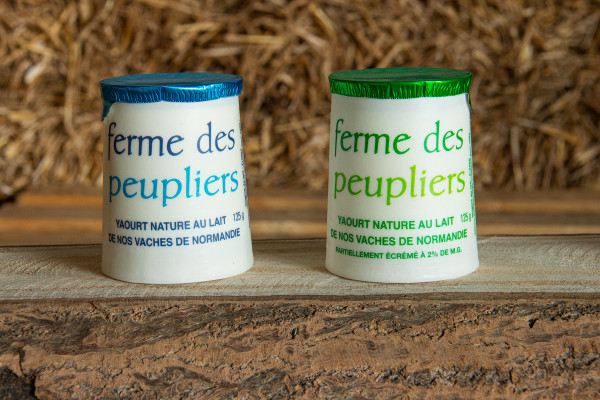 ferme des
peupliers
YAOURT NATURE AU LAIT 125 g
DE NOS VACHES DE NORMANDIE
ferme des
peupliers
YAOURT NATURE AU LAIT 125 g
DE NOS VACHES DE NORMANDIE
PARTIELLEMENT ÉCRÉMÉ À 2% DE M.G.